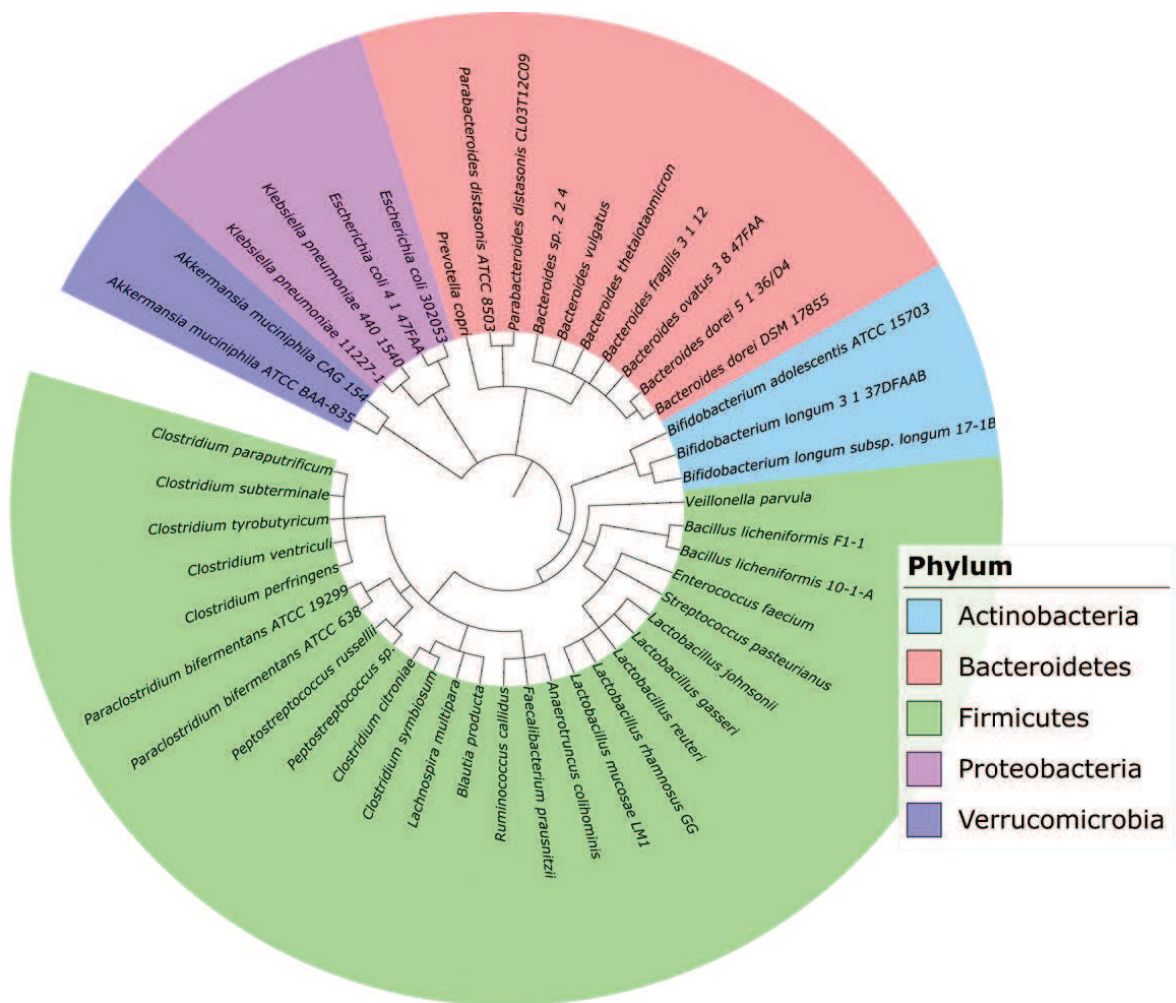 Akkermansia muciniphila ATCC BAA-835
Akkermansia muciniphila CAG 154
Klebsiella pneumoniae 11227-1
Klebsiella pneumoniae 440 1540
Escherichia coli 4 1 47FAA
Escherichia coli 302053
Prevotella copri
Parabacteroides distasonis ATCC 8503
Parabacteroides distasonis CL03T12C09
Bacteroides sp. 2 2 4
Bacteroides vulgatus
Bacteroides thetaiotaomicron
Bacteroides fragilis 3 1 12
Bacteroides ovatus 3 8 47FAA
Bacteroides dorei 5 1 36/D4
Bacteroides dorei DSM 17855
Bifidobacterium adolescentis ATCC 15703
Bifidobacterium longum 3 1 37DFAAB
Bifidobacterium longum subsp. longum 17-1B
Veillonella parvula
Bacillus licheniformis F1-1
Bacillus licheniformis 10-1-A
Enterococcus faecium
Streptococcus pasteurianus
Lactobacillus johnsonii
Lactobacillus gasseri
Lactobacillus reuteri
Lactobacillus rhamnosus GG
Lactobacillus mucosae LM1
Anaerotruncus colihominis
Faecalibacterium prausnitzii
Ruminococcus callidus
Blautia producta
Lachnospira multipara
Clostridium symbiosum
Clostridium citroniae
Peptostreptococcus sp.
Peptostreptococcus russellii
Paraclostridium bifermentans ATCC 638
Paraclostridium bifermentans ATCC 19299
Clostridium perfringens
Clostridium ventriculi
Clostridium tyrobutyricum
Clostridium subterminale
Clostridium paraputrificum
Phylum
Actinobacteria
Bacteroidetes
Firmicutes
Proteobacteria
Verrucomicrobia